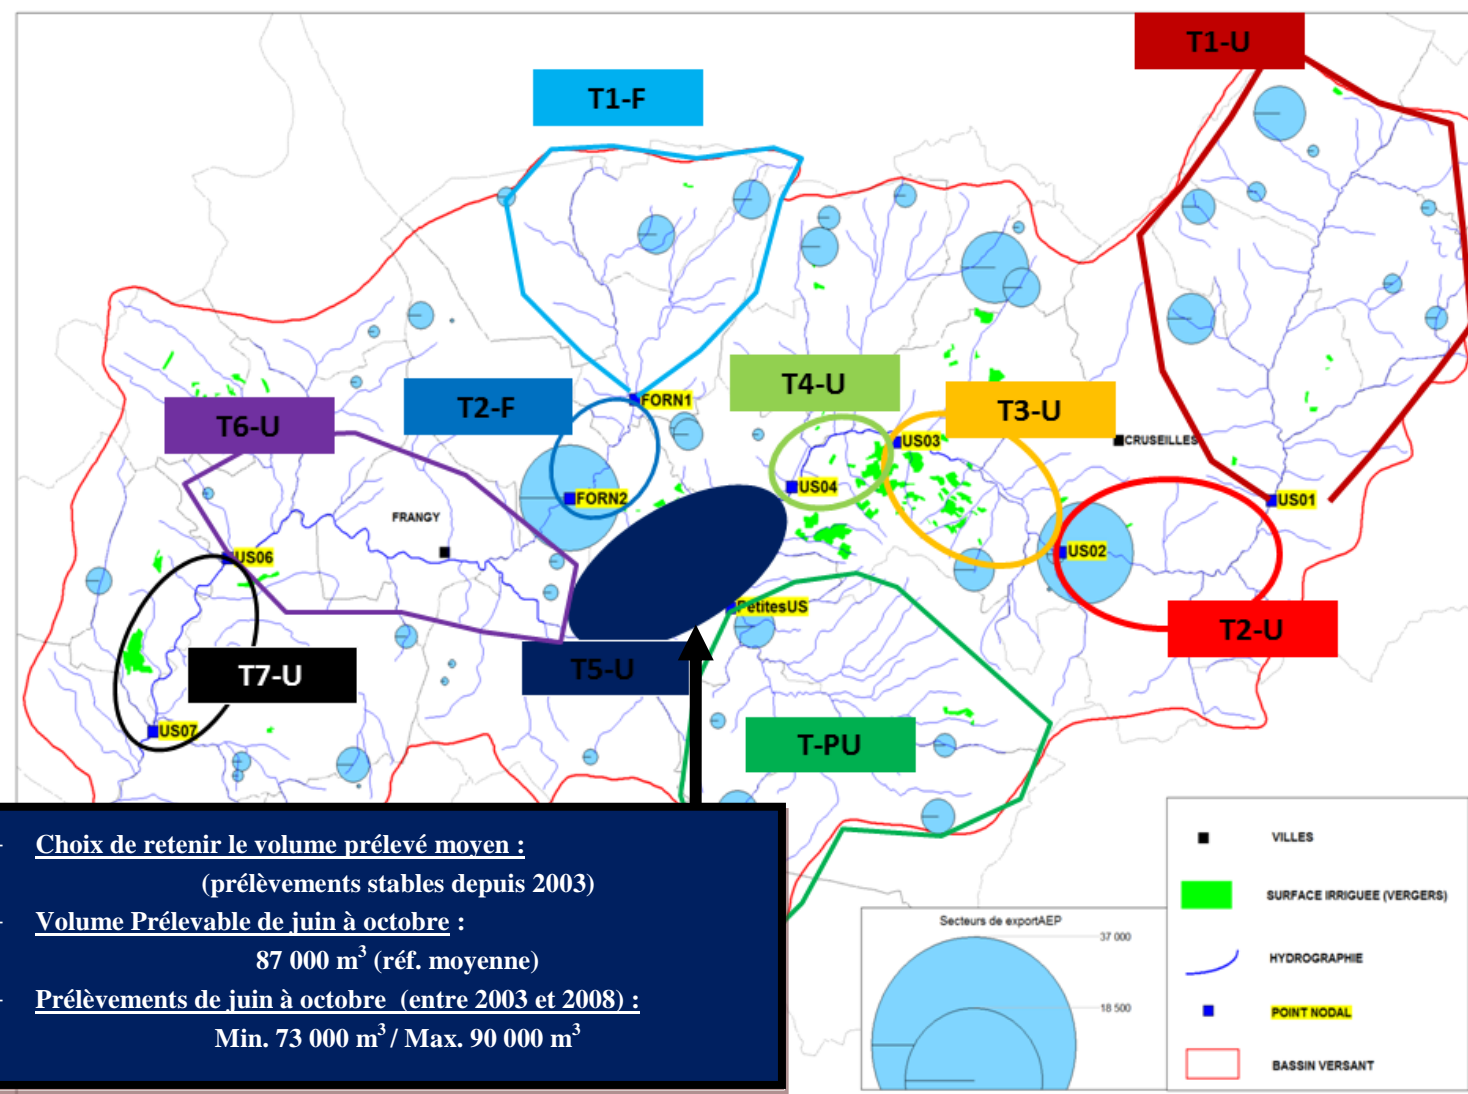 T1-U
T1-F
T4-U
T3-U
T2-F
T6-U
FORN1
US03
CRUSEILLES
US04
FORN2
US01
FRANGY
US02
US06
PetitesUS
T2-U
T5-U
T7-U
US07
T-PU
- Choix de retenir le volume prélevé moyen :
(prélèvements stables depuis 2003)
- Volume Prélevable de juin à octobre :
87 000 m³ (réf. moyenne)
- Prélèvements de juin à octobre (entre 2003 et 2008) :
Min. 73 000 m³ / Max. 90 000 m³
Secteurs de exportAEP
37 000
18 500
VILLES
SURFACE IRRIGUEE (VERGERS)
HYDROGRAPHIE
POINT NODAL
BASSIN VERSANT